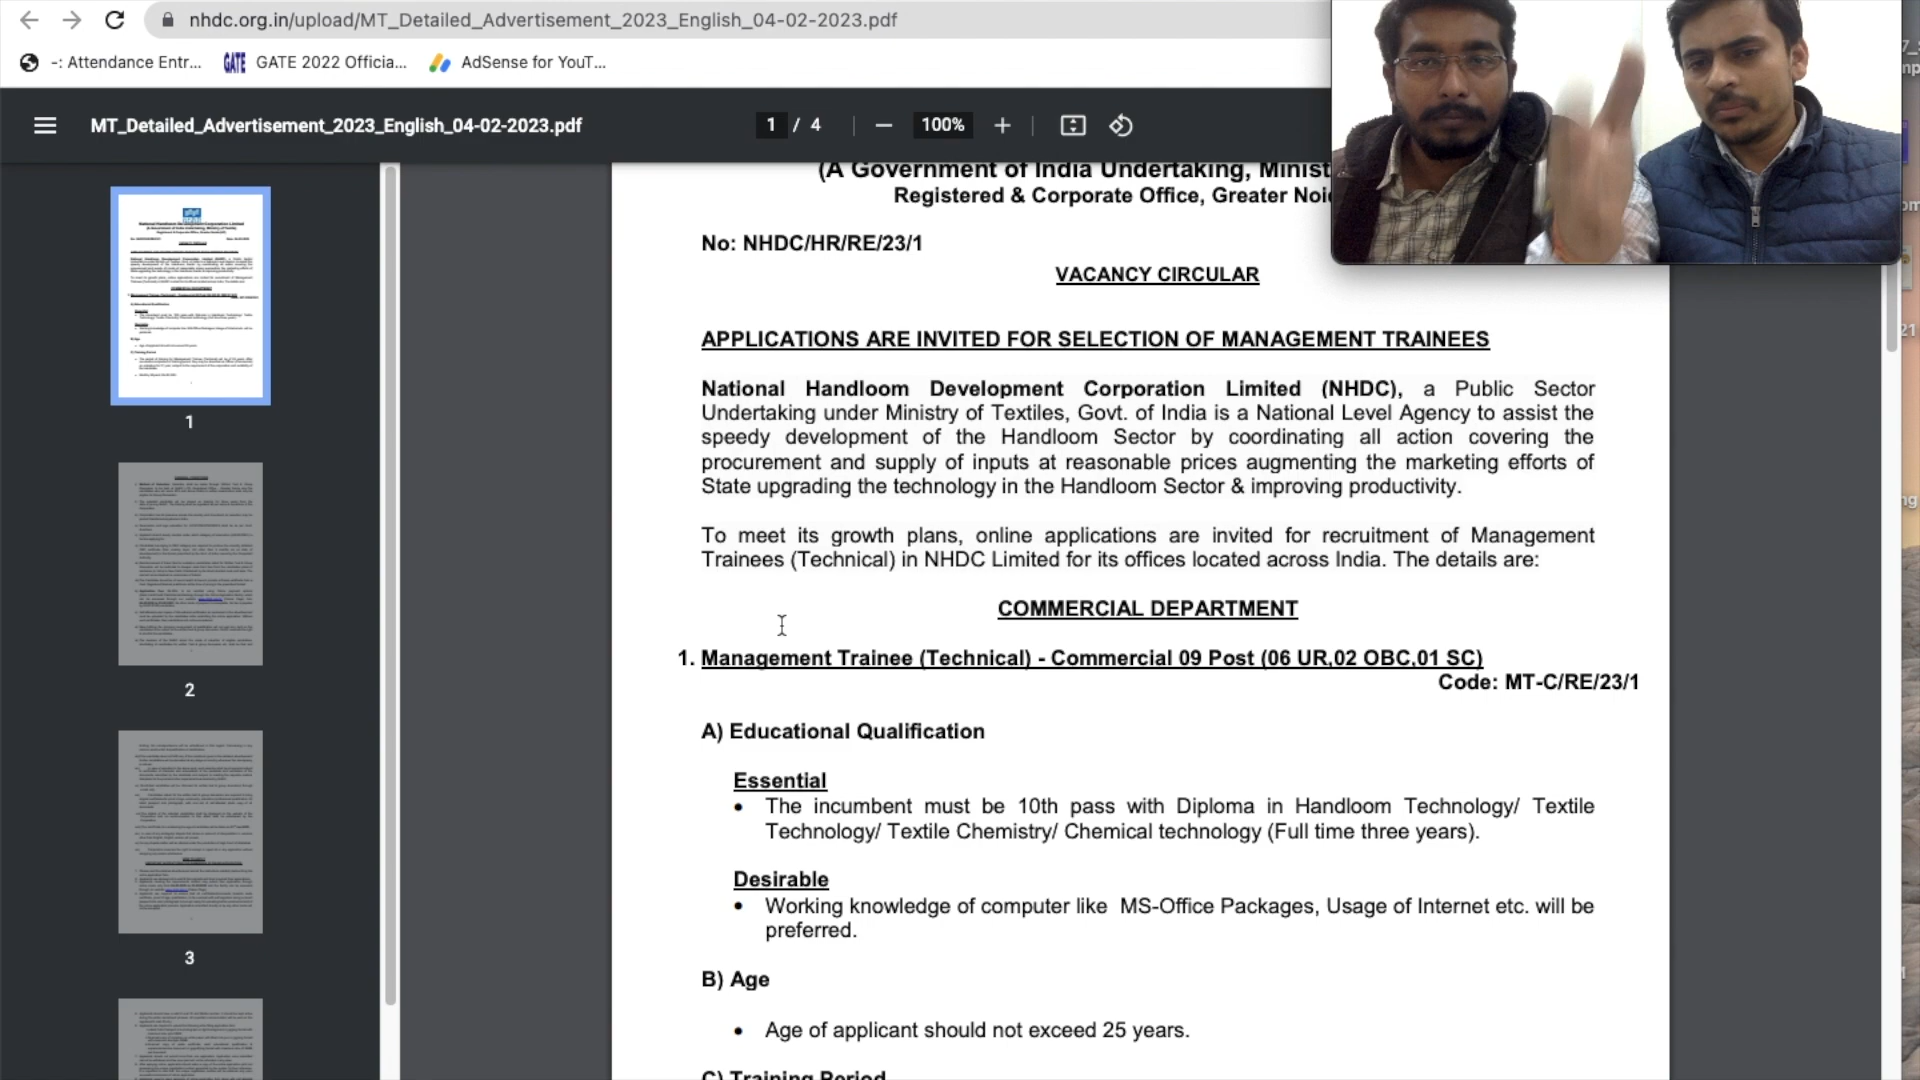 nhdc.org.in/upload/MT_Detailed_Advertisement_2023_English_04-02-2023.pdf
-: Attendance Entr... GATE GATE 2022 Officia... AdSense for YouT...
MT_Detailed_Advertisement_2023_English_04-02-2023.pdf 1 / 4 100%
(A Government of India Undertaking,
Registered & Corporate Office, Greater
No: NHDC/HR/RE/23/1
VACANCY CIRCULAR
APPLICATIONS ARE INVITED FOR SELECTION OF MANAGEMENT TRAINEES
National Handloom Development Corporation Limited (NHDC), a Public Sector
Undertaking under Ministry of Textiles, Govt. of India is a National Level Agency to assist the
speedy development of the Handloom Sector by coordinating all action covering the
procurement and supply of inputs at reasonable prices augmenting the marketing efforts of
State upgrading the technology in the Handloom Sector & improving productivity.
To meet its growth plans, online applications are invited for recruitment of Management
Trainees (Technical) in NHDC Limited for its offices located across India. The details are:
COMMERCIAL DEPARTMENT
1. Management Trainee (Technical) - Commercial 09 Post (06 UR,02 OBC,01 SC)
Code: MT-C/RE/23/1
A) Educational Qualification
Essential
• The incumbent must be 10th pass with Diploma in Handloom Technology/ Textile
Technology/ Textile Chemistry/ Chemical technology (Full time three years).
Desirable
• Working knowledge of computer like MS-Office Packages, Usage of Internet etc. will be
preferred.
B) Age
• Age of applicant should not exceed 25 years.
C) Training Period
1
2
3